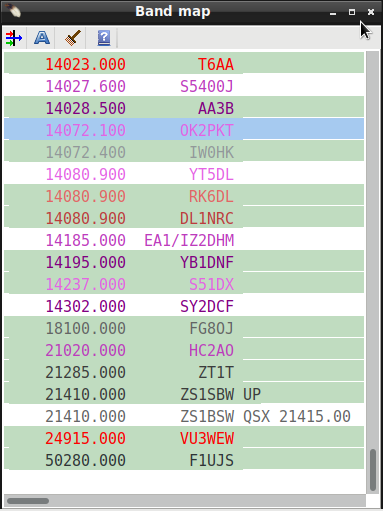 Band map
14023.000 T6AA
14027.600 S5400J
14028.500 AA3B
14072.100 OK2PKT
14072.400 IW0HK
14080.900 YT5DL
14080.900 RK6DL
14080.900 DL1NRC
14185.000 EA1/IZ2DHM
14195.000 YB1DNF
14237.000 S51DX
14302.000 SY2DCF
18100.000 FG8OJ
21020.000 HC2AO
21285.000 ZT1T
21410.000 ZS1SBW UP
21410.000 ZS1BSW QSX 21415.00
24915.000 VU3WEW
50280.000 F1UJS